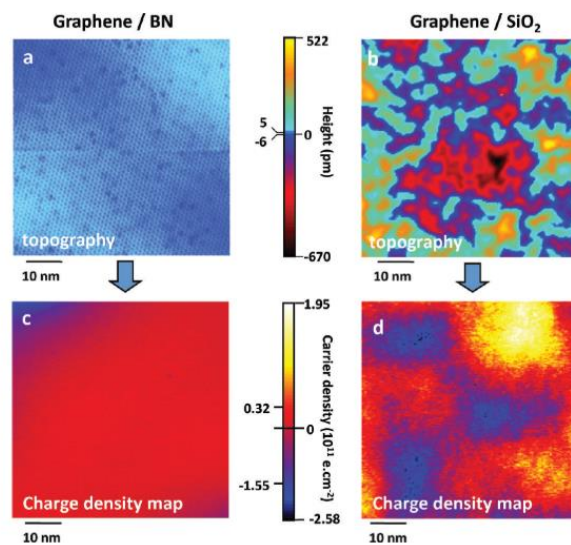 Graphene / BN
Graphene / SiO₂
a
topography
10 nm
522
5
0
-6
-670
Height (pm)
b
topography
10 nm
c
Charge density map
10 nm
1.95
0.32
0
-1.55
-2.58
Carrier density (10¹¹ e.cm⁻²)
d
Charge density map
10 nm